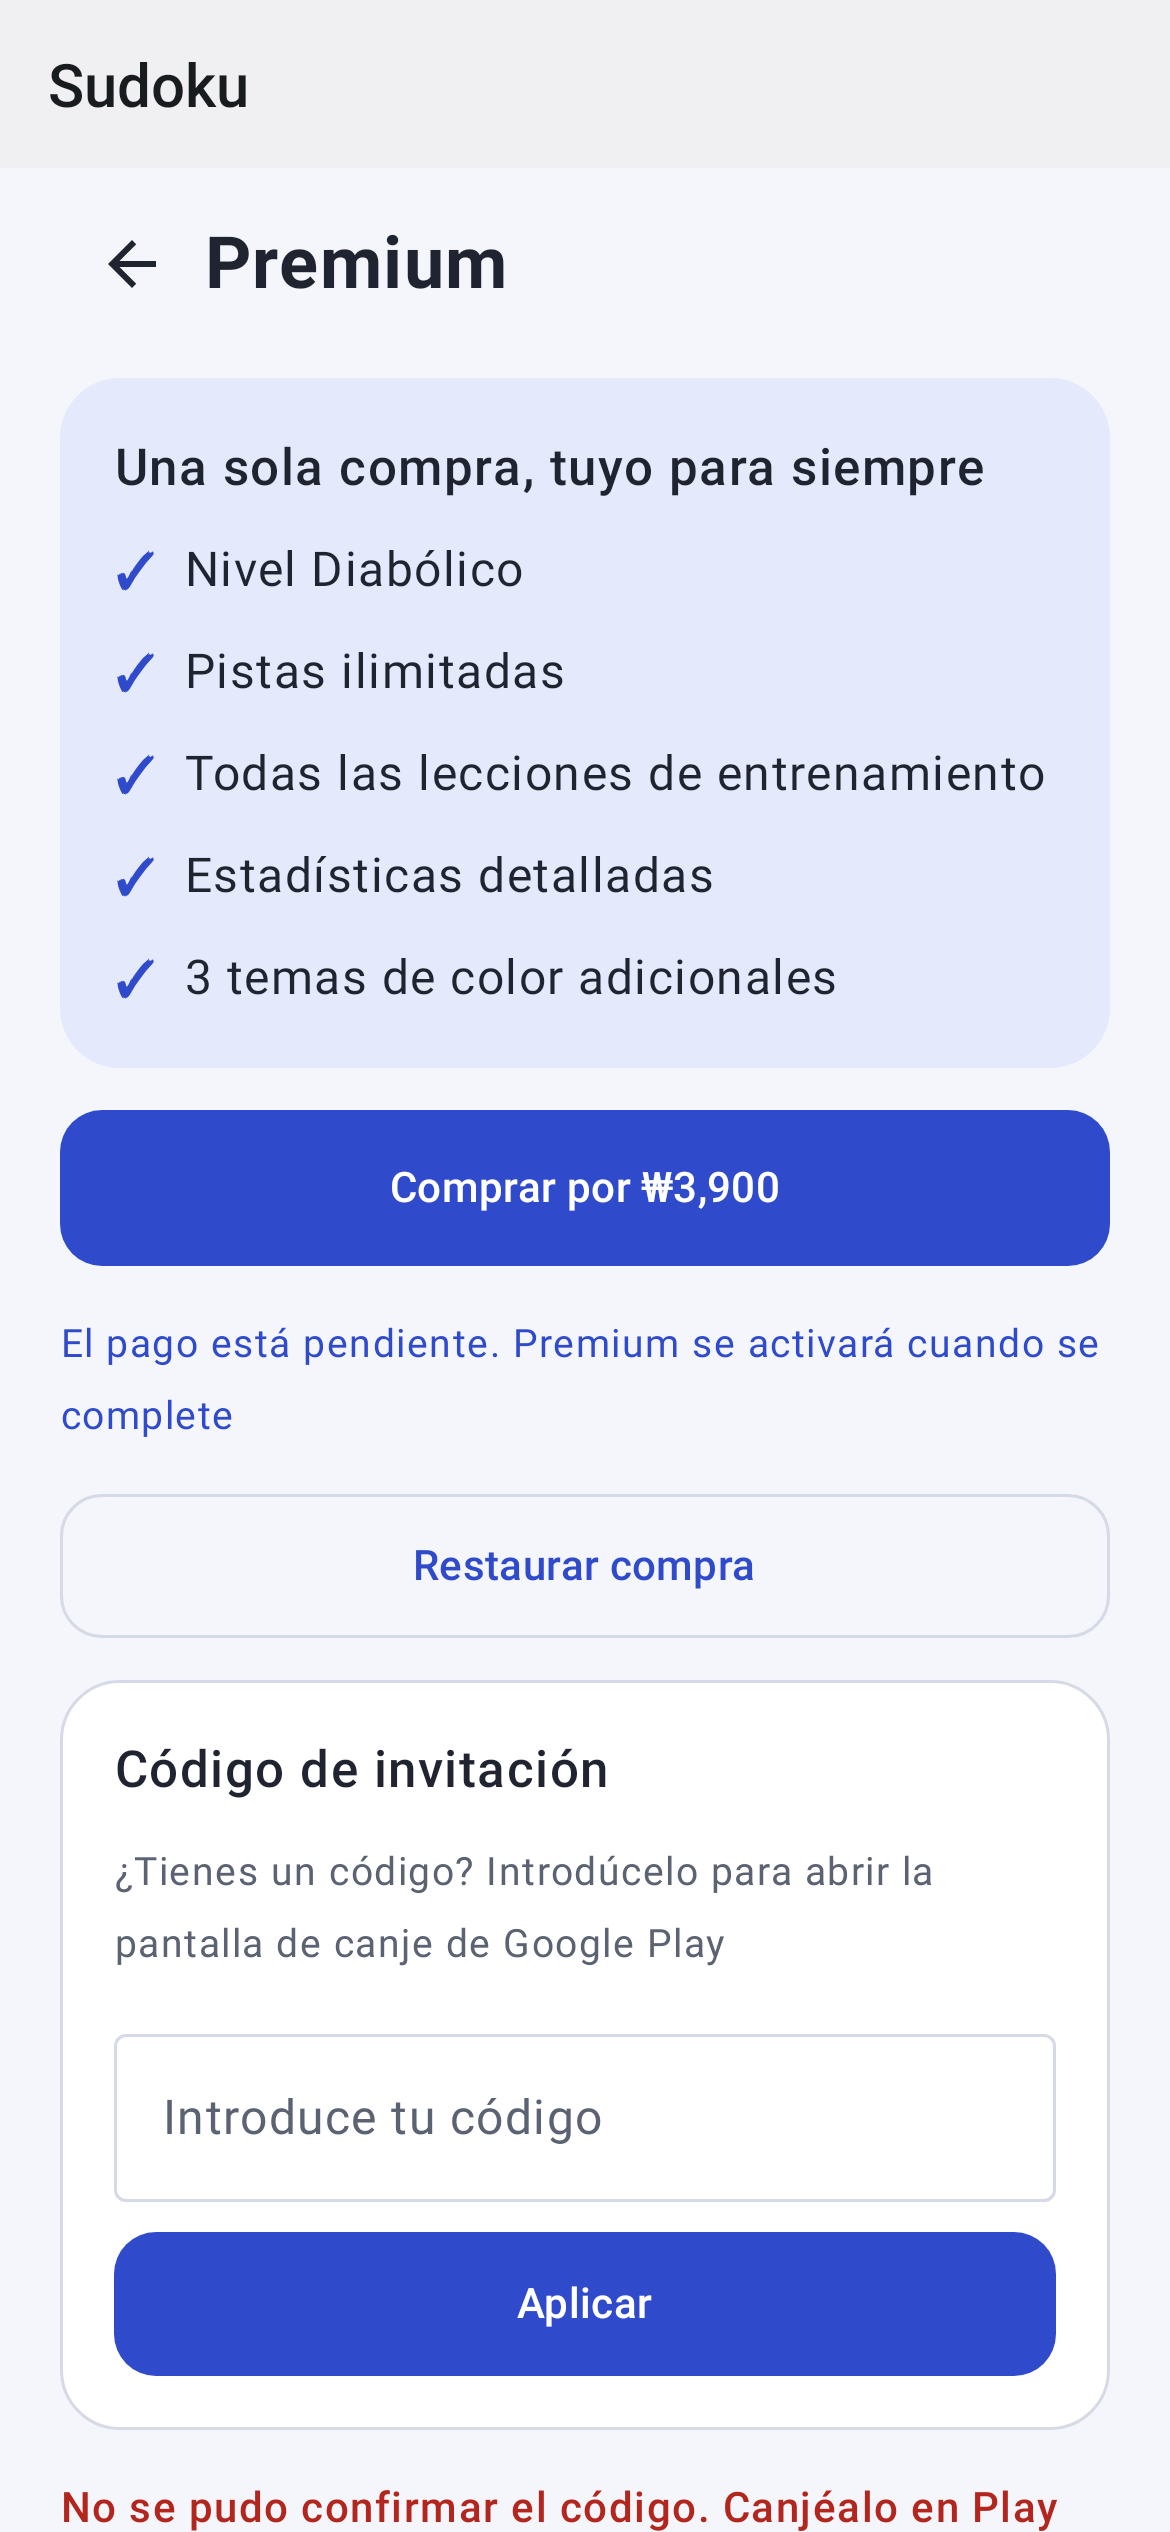 Sudoku
Premium
Una sola compra, tuyo para siempre
✓ Nivel Diabólico
✓ Pistas ilimitadas
✓ Todas las lecciones de entrenamiento
✓ Estadísticas detalladas
✓ 3 temas de color adicionales
Comprar por ₩3,900
El pago está pendiente. Premium se activará cuando se
complete
Restaurar compra
Código de invitación
¿Tienes un código? Introdúcelo para abrir la
pantalla de canje de Google Play
Introduce tu código
Aplicar
No se pudo confirmar el código. Canjéalo en Play